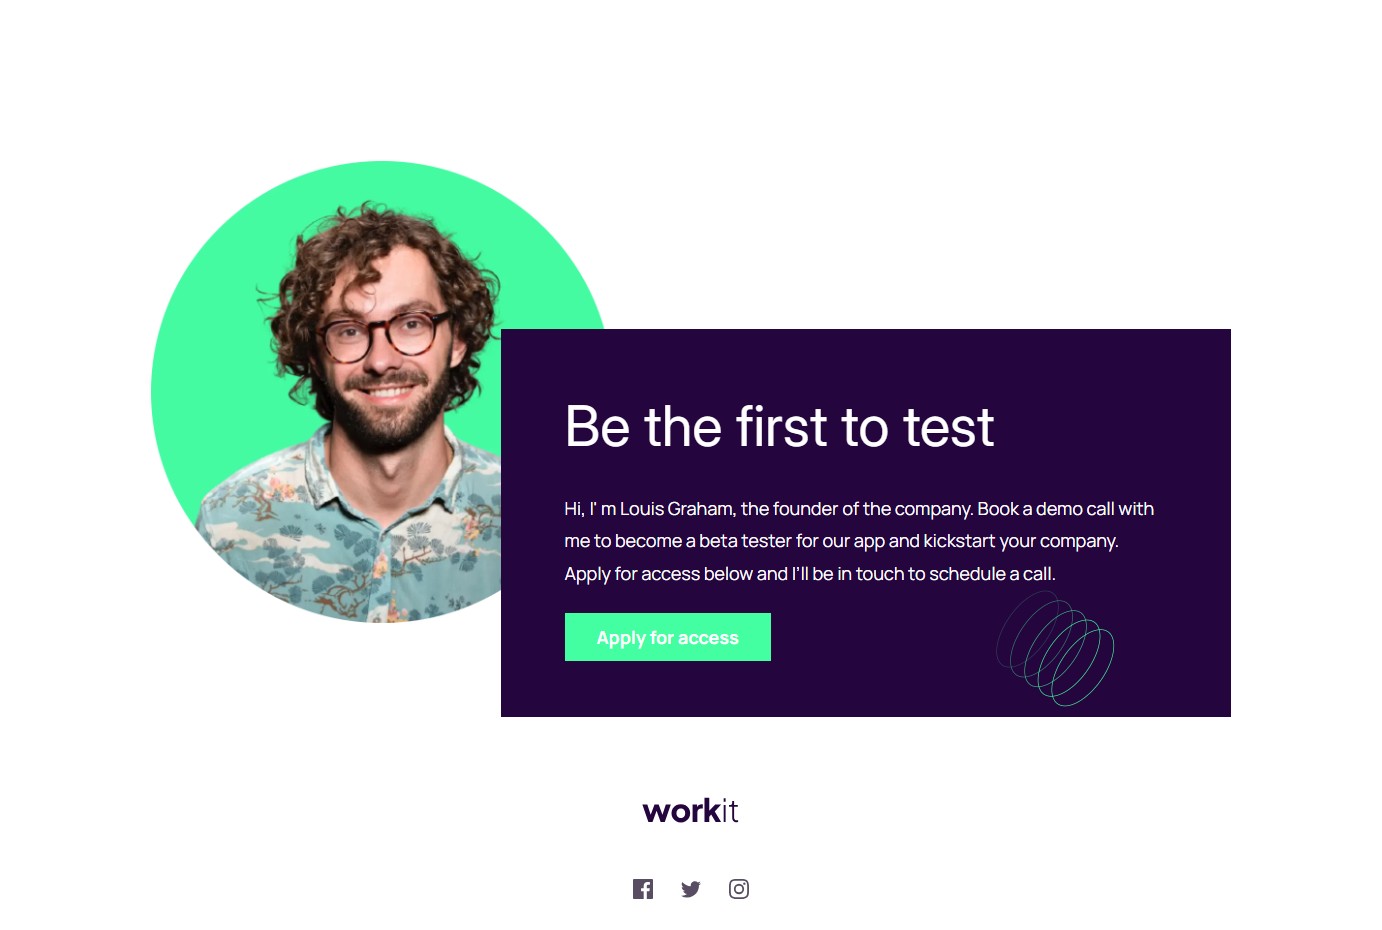 Be the first to test
Hi, I' m Louis Graham, the founder of the company. Book a demo call with
me to become a beta tester for our app and kickstart your company.
Apply for access below and I’ll be in touch to schedule a call.
Apply for access
workit